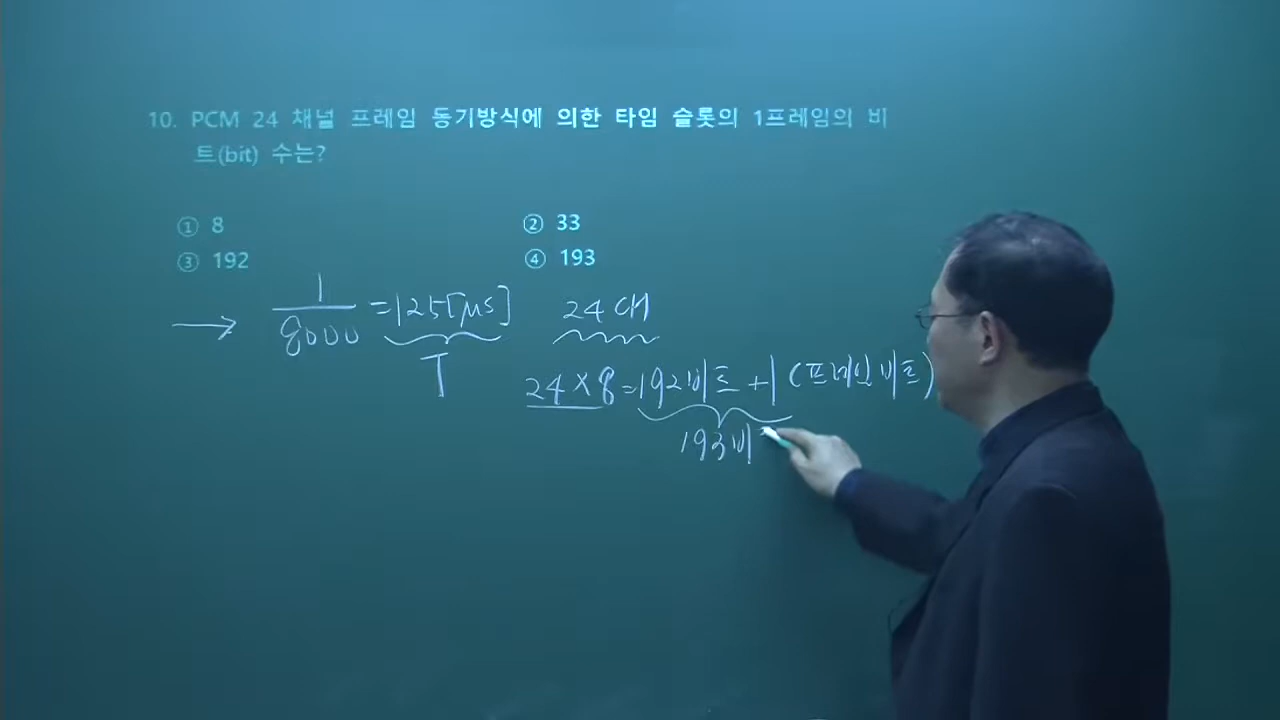 10. PCM 24 채널 프레임 동기방식에 의한 타임 슬롯의 1프레임의 비
트(bit) 수는?
① 8
② 33
③ 192
④ 193
→ 1/8000 = 125[μs]
24CH
T
24×8=192비트+1(프레임비트)
193비